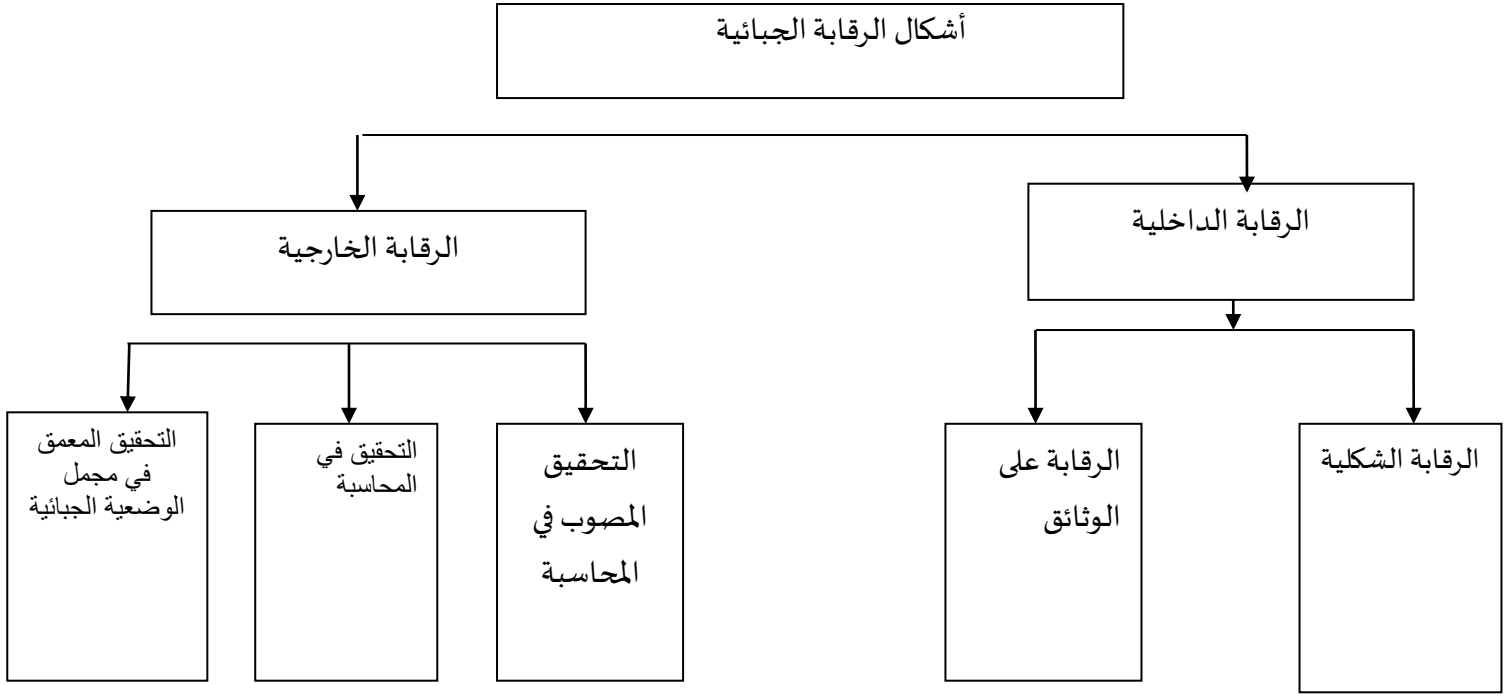 أشكال الرقابة الجبائية
الرقابة الداخلية
الرقابة الخارجية
الرقابة الشكلية
الرقابة على
الوثائق
التحقيق
المصوب في
المحاسبة
التحقيق في
المحاسبة
التحقيق المعمق
في مجمل
الوضعية الجبائية